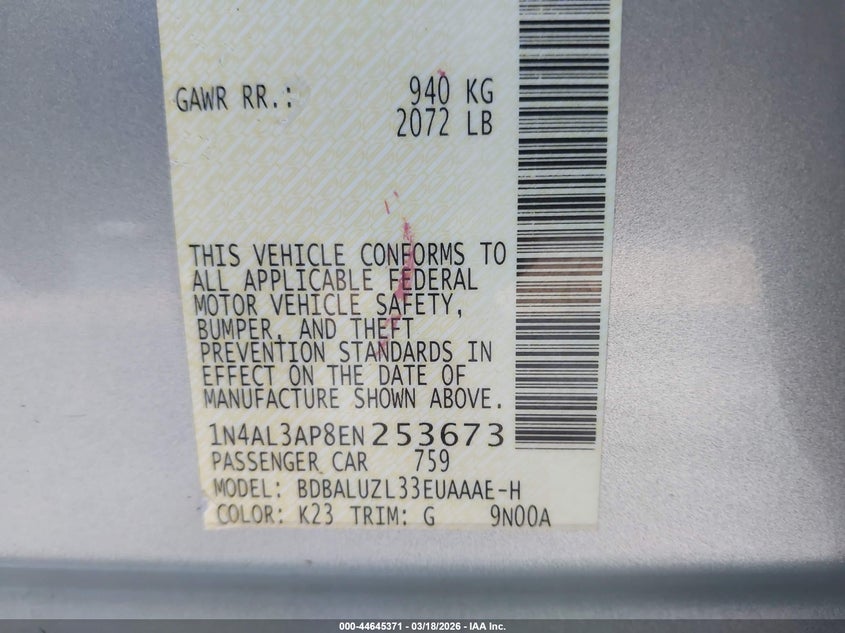 GAWR RR.: 940 KG
2072 LB
THIS VEHICLE CONFORMS TO
ALL APPLICABLE FEDERAL
MOTOR VEHICLE SAFETY,
BUMPER, AND THEFT
PREVENTION STANDARDS IN
EFFECT ON THE DATE OF
MANUFACTURE SHOWN ABOVE.
1N4AL3AP8EN253673
PASSENGER CAR 759
MODEL: BDBALUZL33EUAAAE-H
COLOR: K23 TRIM: G 9N00A
000-44645371 - 03/18/2026 - IAA Inc.